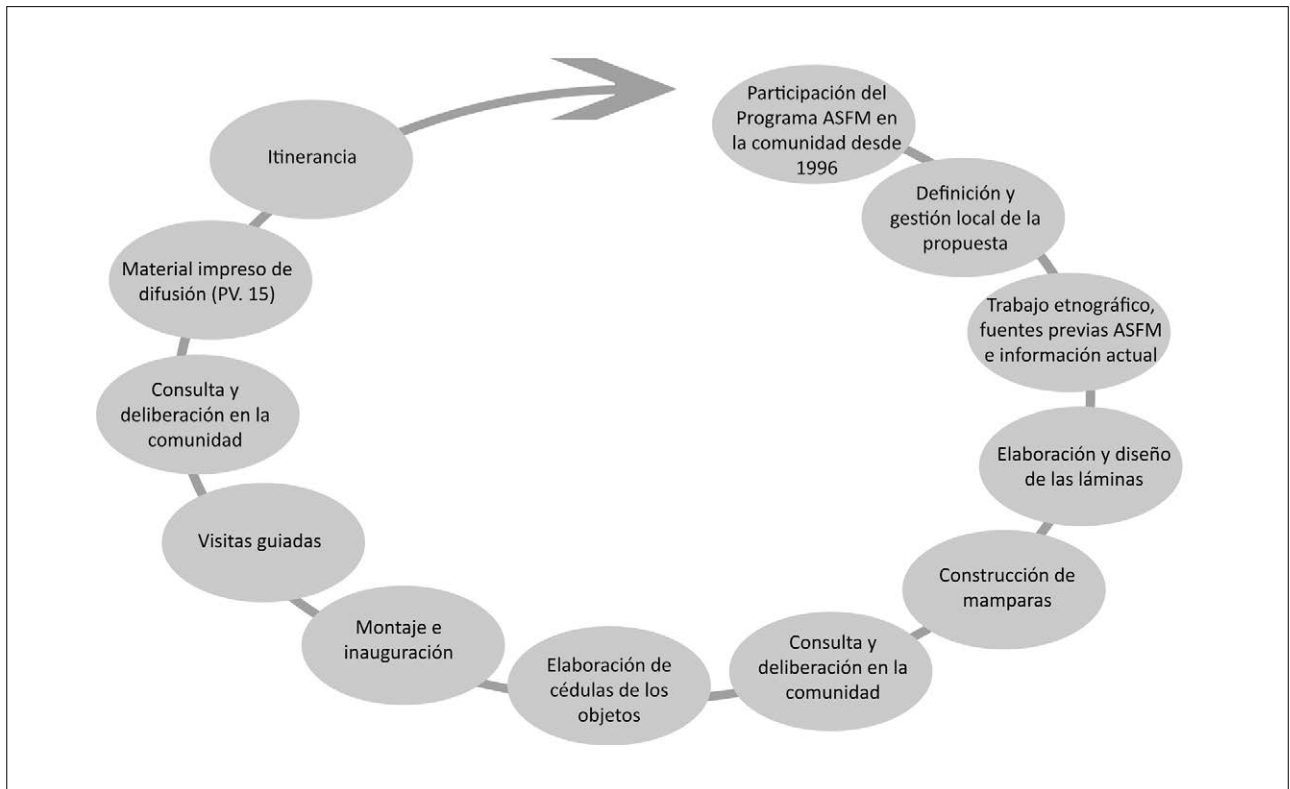 Participación del
Programa ASFM en
la comunidad desde
1996
Definición y
gestión local de la
propuesta
Trabajo etnográfico,
fuentes previas ASFM
e información actual
Elaboración y diseño
de las láminas
Construcción de
mamparas
Consulta y
deliberación en la
comunidad
Elaboración de
cédulas de los
objetos
Montaje e
inauguración
Visitas guiadas
Consulta y
deliberación en la
comunidad
Material impreso de
difusión (PV. 15)
Itinerancia